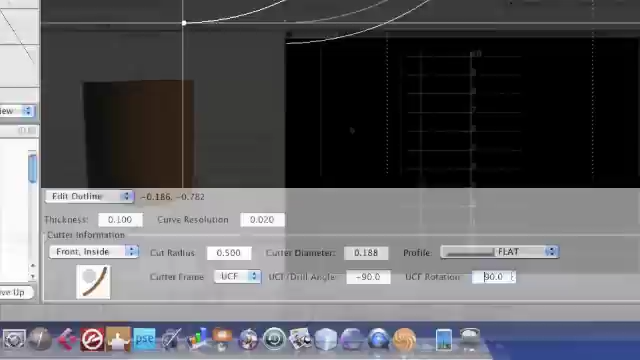 iew
Edit Outline
-0.186, -0.782
Thickness: 0.100 Curve Resolution 0.020
Cutter Information
Front, Inside Cut Radius 0.500 Cutter Diameter: 0.188 Profile: FLAT
Cutter Frame UCF UCF/Drill Angle: -90.0 UCF Rotation: 90.0
ove Up
pse